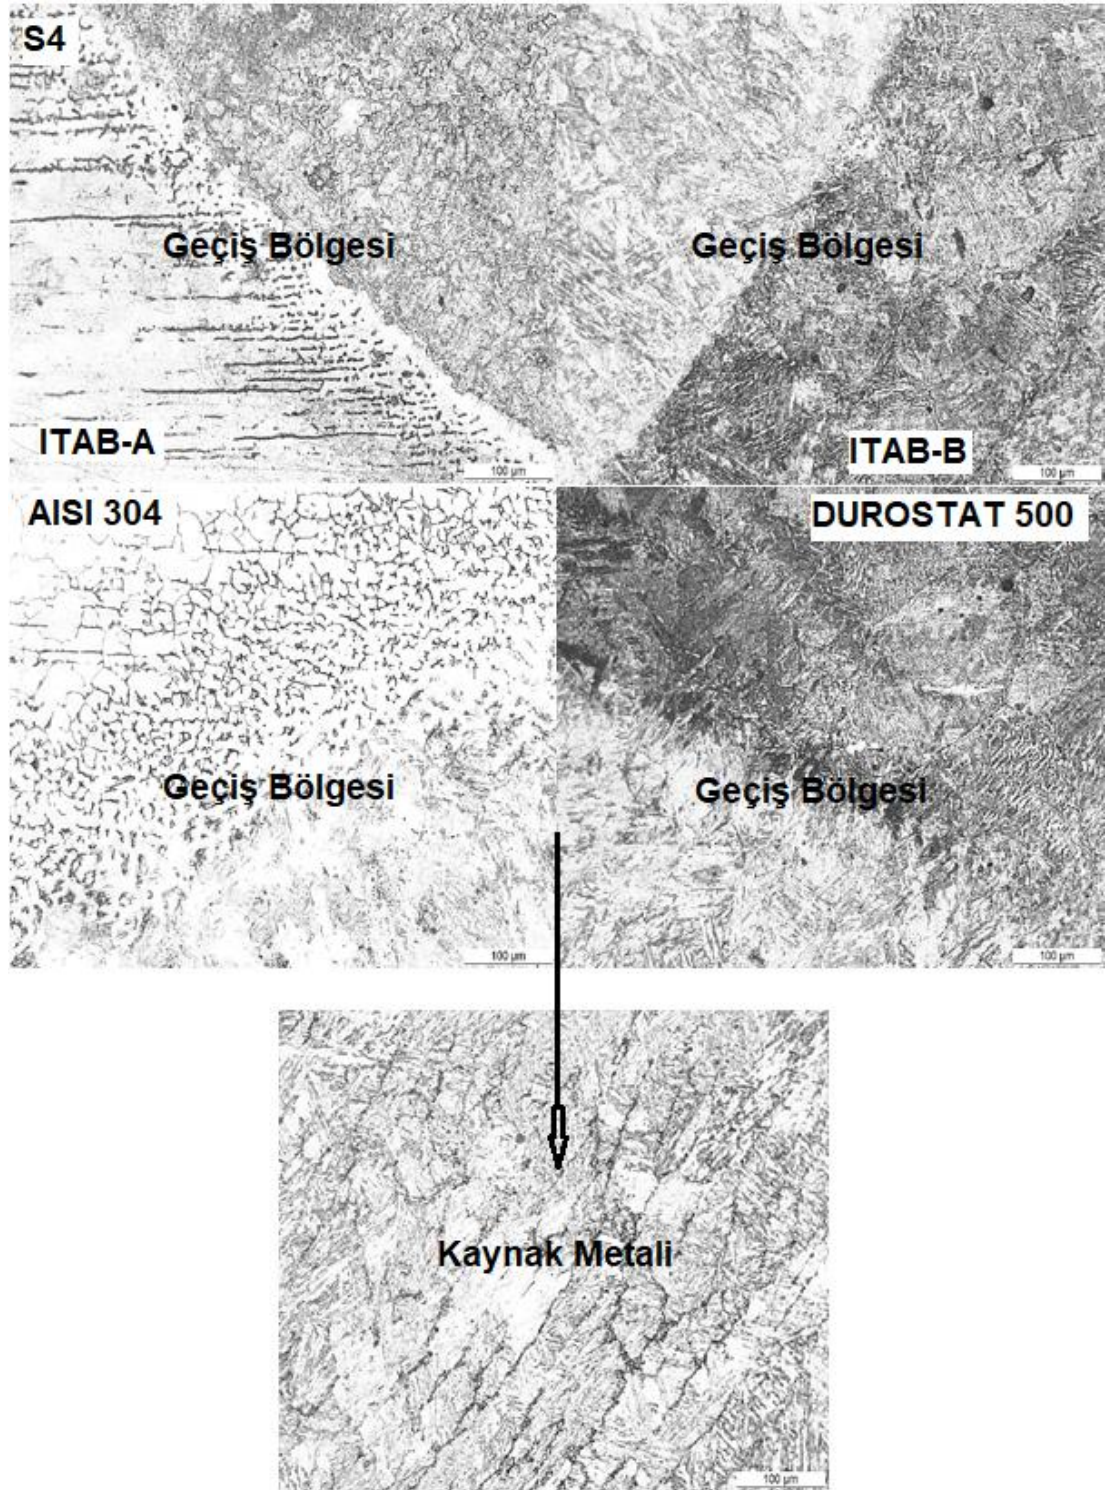 S4
Geçiş Bölgesi
Geçiş Bölgesi
ITAB-A
ITAB-B
100 µm
100 µm
AISI 304
DUROSTAT 500
Geçiş Bölgesi
Geçiş Bölgesi
100 µm
100 µm
Kaynak Metali
100 µm